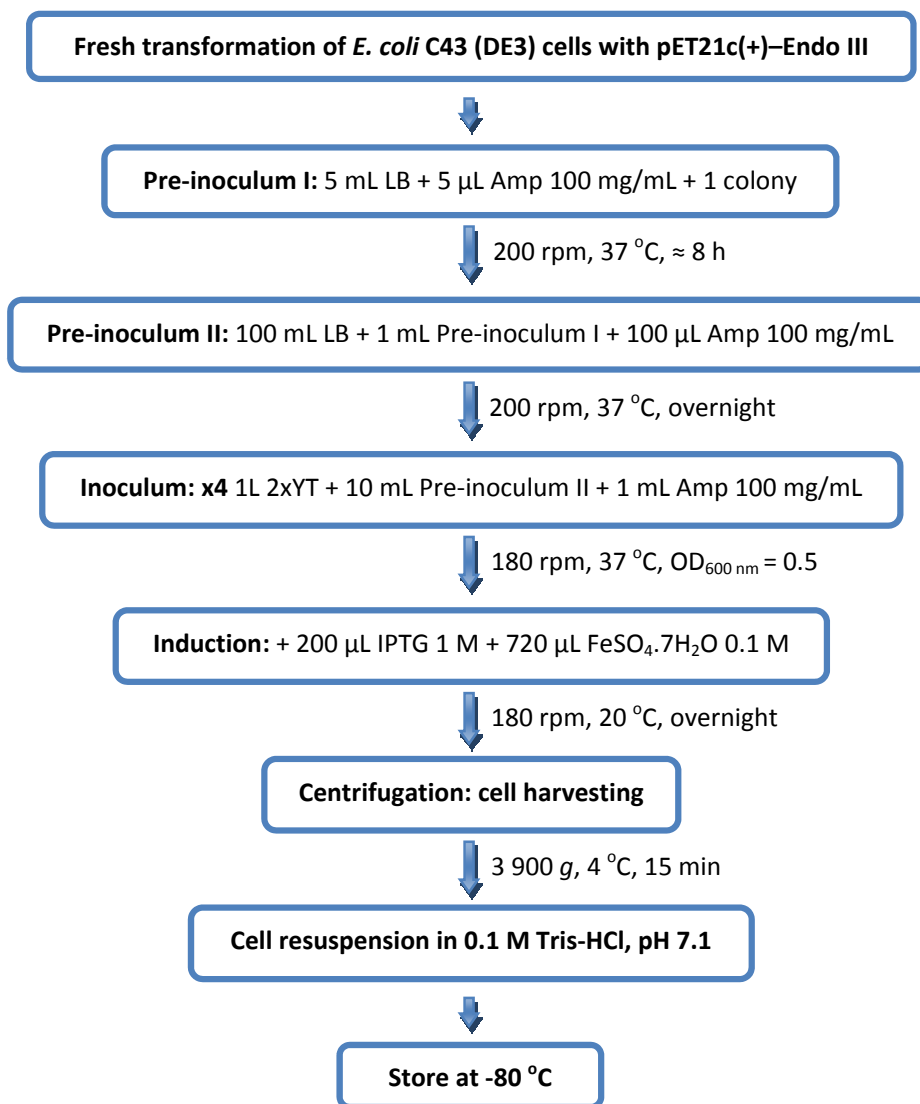 Fresh transformation of E. coli C43 (DE3) cells with pET21c(+)–Endo III
Pre-inoculum I: 5 mL LB + 5 µL Amp 100 mg/mL + 1 colony
200 rpm, 37 °C, ≈ 8 h
Pre-inoculum II: 100 mL LB + 1 mL Pre-inoculum I + 100 µL Amp 100 mg/mL
200 rpm, 37 °C, overnight
Inoculum: x4 1L 2xYT + 10 mL Pre-inoculum II + 1 mL Amp 100 mg/mL
180 rpm, 37 °C, OD600 nm = 0.5
Induction: + 200 µL IPTG 1 M + 720 µL FeSO4.7H2O 0.1 M
180 rpm, 20 °C, overnight
Centrifugation: cell harvesting
3 900 g, 4 °C, 15 min
Cell resuspension in 0.1 M Tris-HCl, pH 7.1
Store at -80 °C